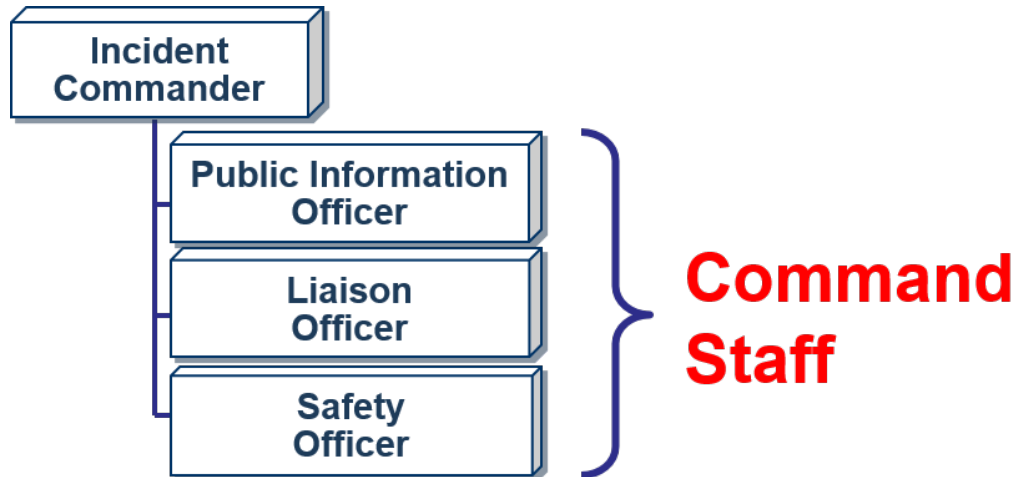 Incident
Commander
Public Information
Officer
Liaison
Officer
Safety
Officer
Command
Staff